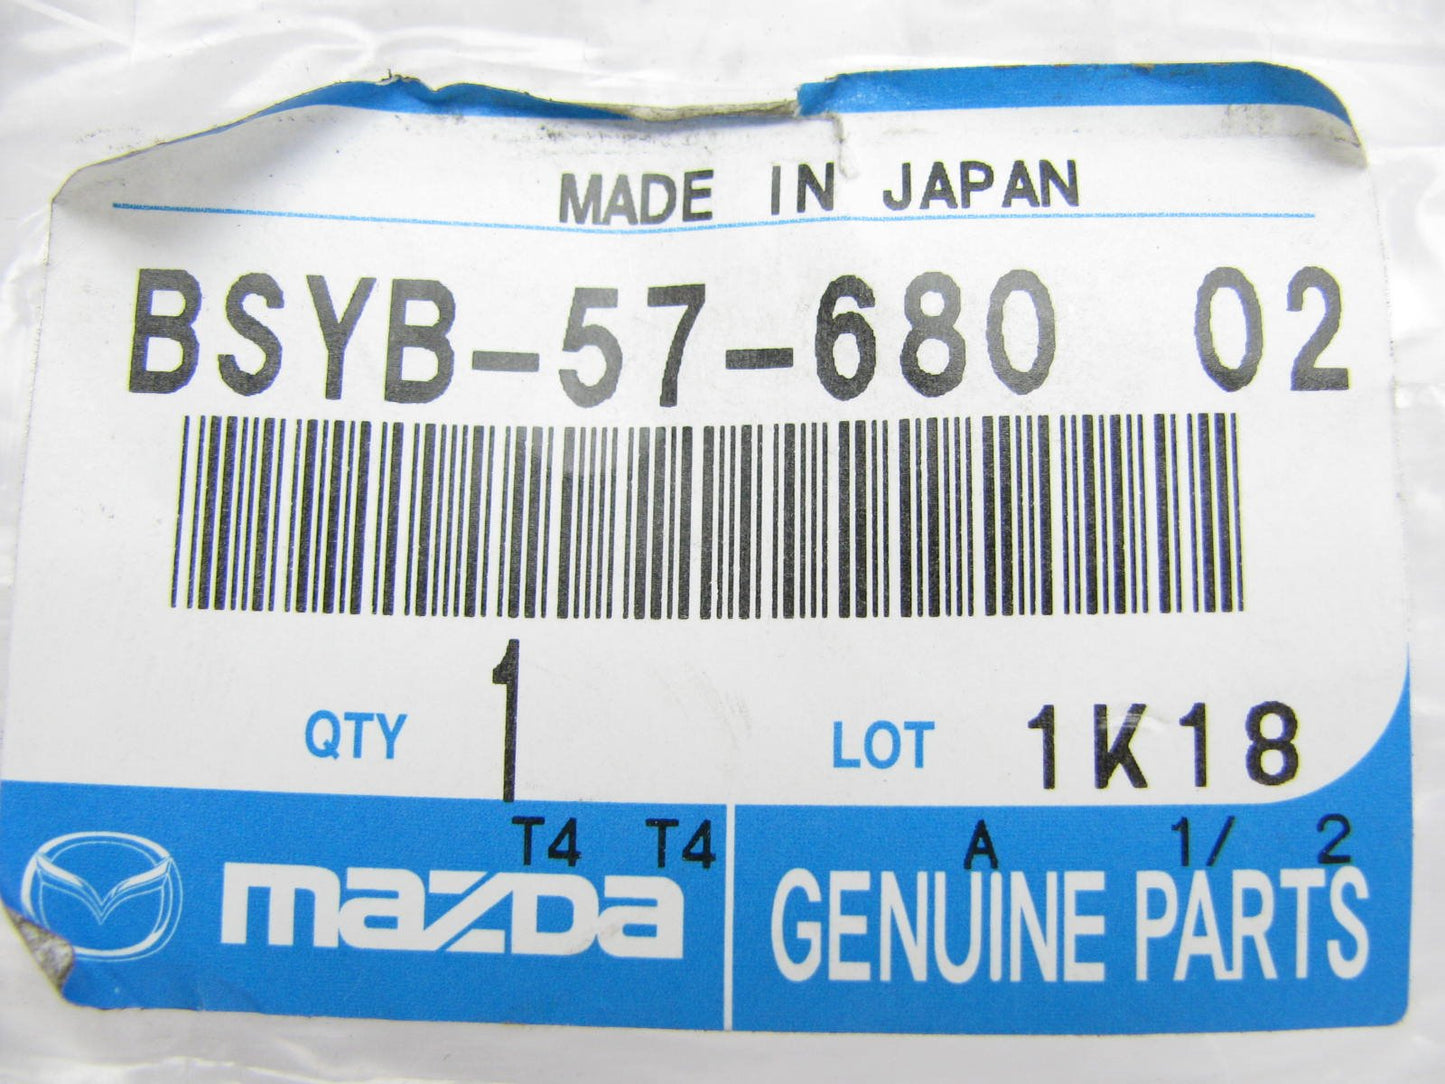 MADE IN JAPAN
BSYB-57-680 02
QTY 1 LOT 1K18
T4 T4 A 1/ 2
mazda GENUINE PARTS